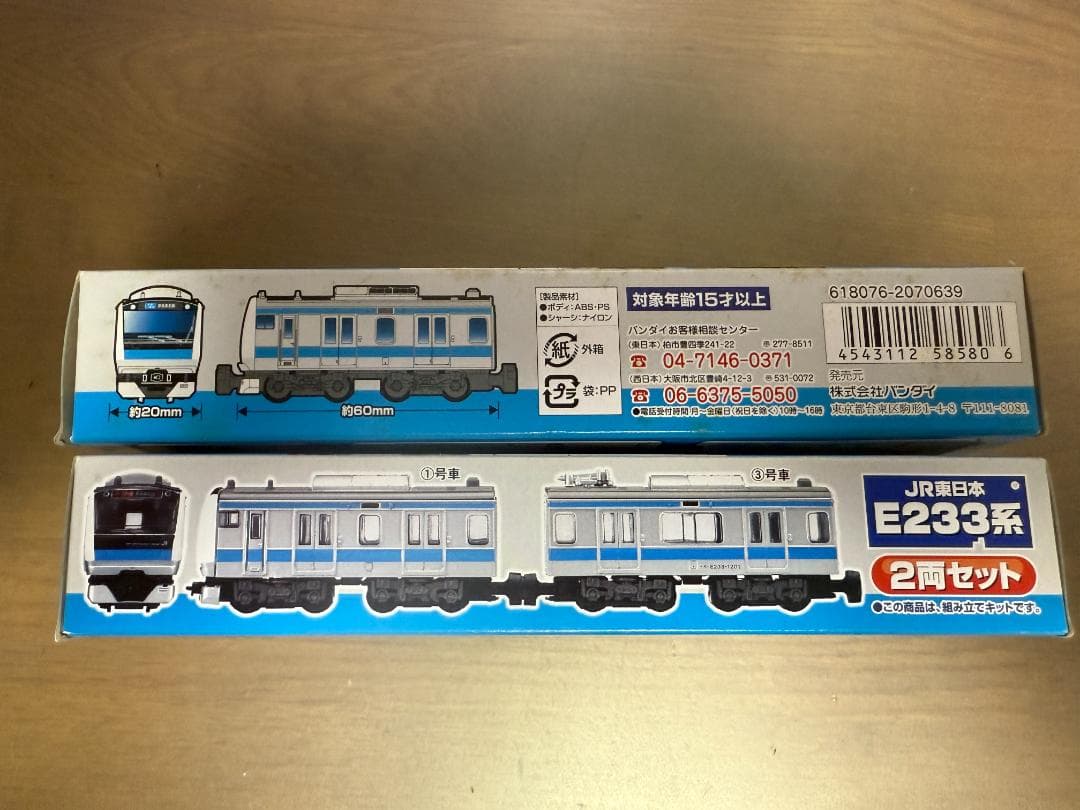 約20mm
約60mm
[製品素材]
●ボディ:ABS・PS
●シャーシ:ナイロン
紙 外箱
プラ 袋:PP
対象年齢15才以上
バンダイお客様相談センター
(東日本)柏市豊四季241-22 〠277-8511
☎ 04-7146-0371
(西日本)大阪市北区豊崎4-12-3 〠531-0072
☎ 06-6375-5050
●電話受付時間 月〜金曜日(祝日を除く)10時〜16時
618076-2070639
4543112 58580 6
発売元
株式会社バンダイ
東京都台東区駒形1-4-8 〒111-8081
①号車
③号車
JR東日本
E233系
2両セット
●この商品は、組み立てキットです。